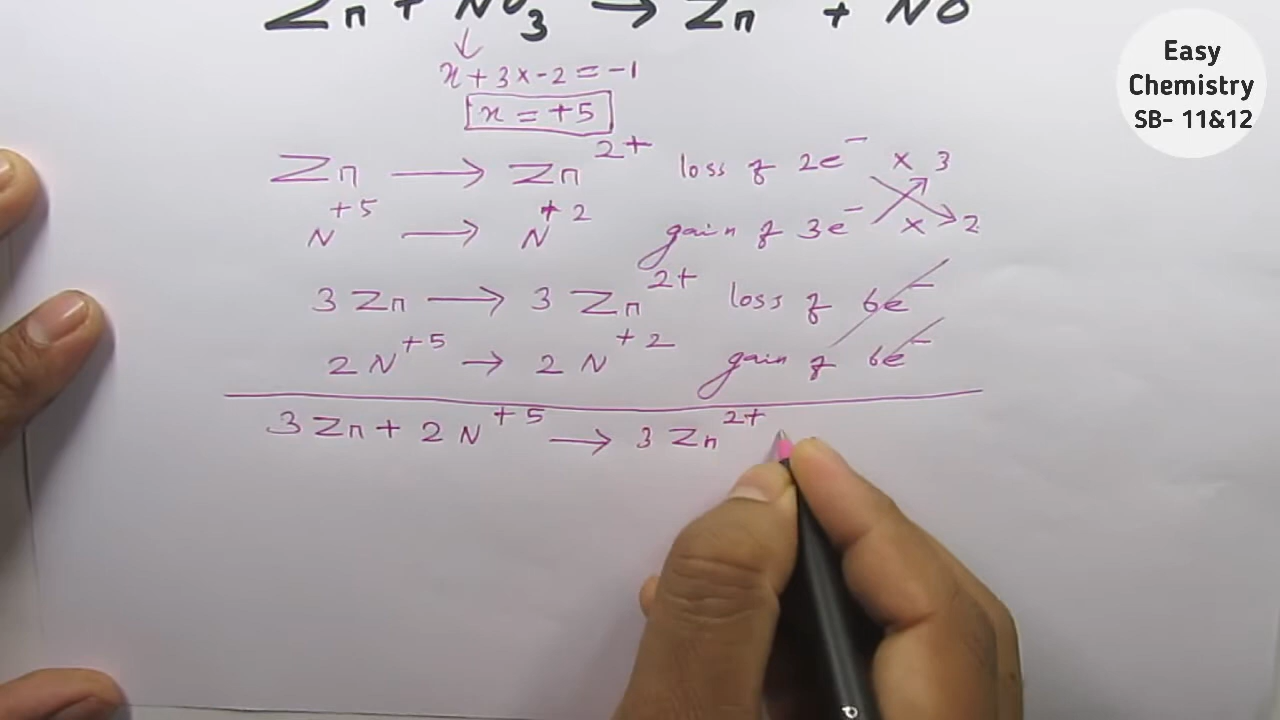 Zn + NO3 → Zn + NO
x + 3 x -2 = -1
x = +5
Zn → Zn2+ loss of 2e- x 3
N+5 → N+2 gain of 3e- x 2
3 Zn → 3 Zn2+ loss of 6e-
2 N+5 → 2 N+2 gain of 6e-
3 Zn + 2 N+5 → 3 Zn2+
Easy
Chemistry
SB- 11&12